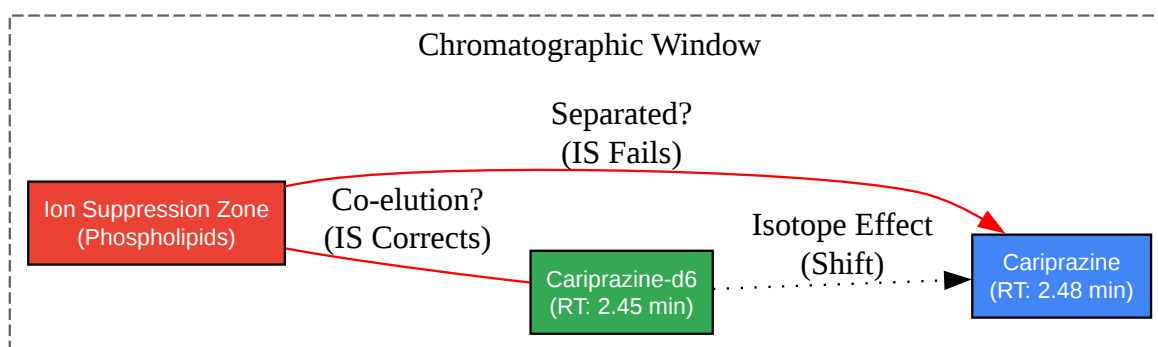 Chromatographic Window
Separated?
(IS Fails)
Ion Suppression Zone
(Phospholipids)
Co-elution?
(IS Corrects)
Isotope Effect
(Shift)
Cariprazine-d6
(RT: 2.45 min)
Cariprazine
(RT: 2.48 min)